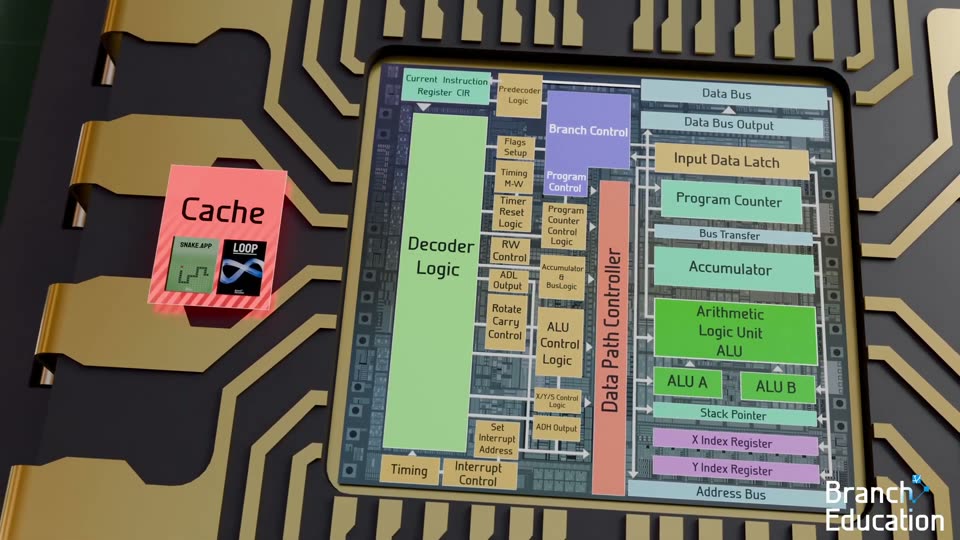 Current Instruction
Register CIR
Predecoder
Logic
Branch Control
Program
Control
Data Bus
Data Bus Output
Input Data Latch
Program Counter
Bus Transfer
Accumulator
Arithmetic
Logic Unit
ALU
ALU A
ALU B
Stack Pointer
X Index Register
Y Index Register
Address Bus
Flags
Setup
Timing
M-W
Timer
Reset
Logic
RW
Control
ADL
Output
Rotate
Carry
Control
Program
Counter
Control
Logic
Accumulator
&
BusLogic
ALU
Control
Logic
X/Y/S Control
Logic
ADH Output
Set
Interrupt
Address
Decoder
Logic
Timing
Interrupt
Control
Data Path Controller
Cache
SNAKE.APP
LOOP
Branch
Education